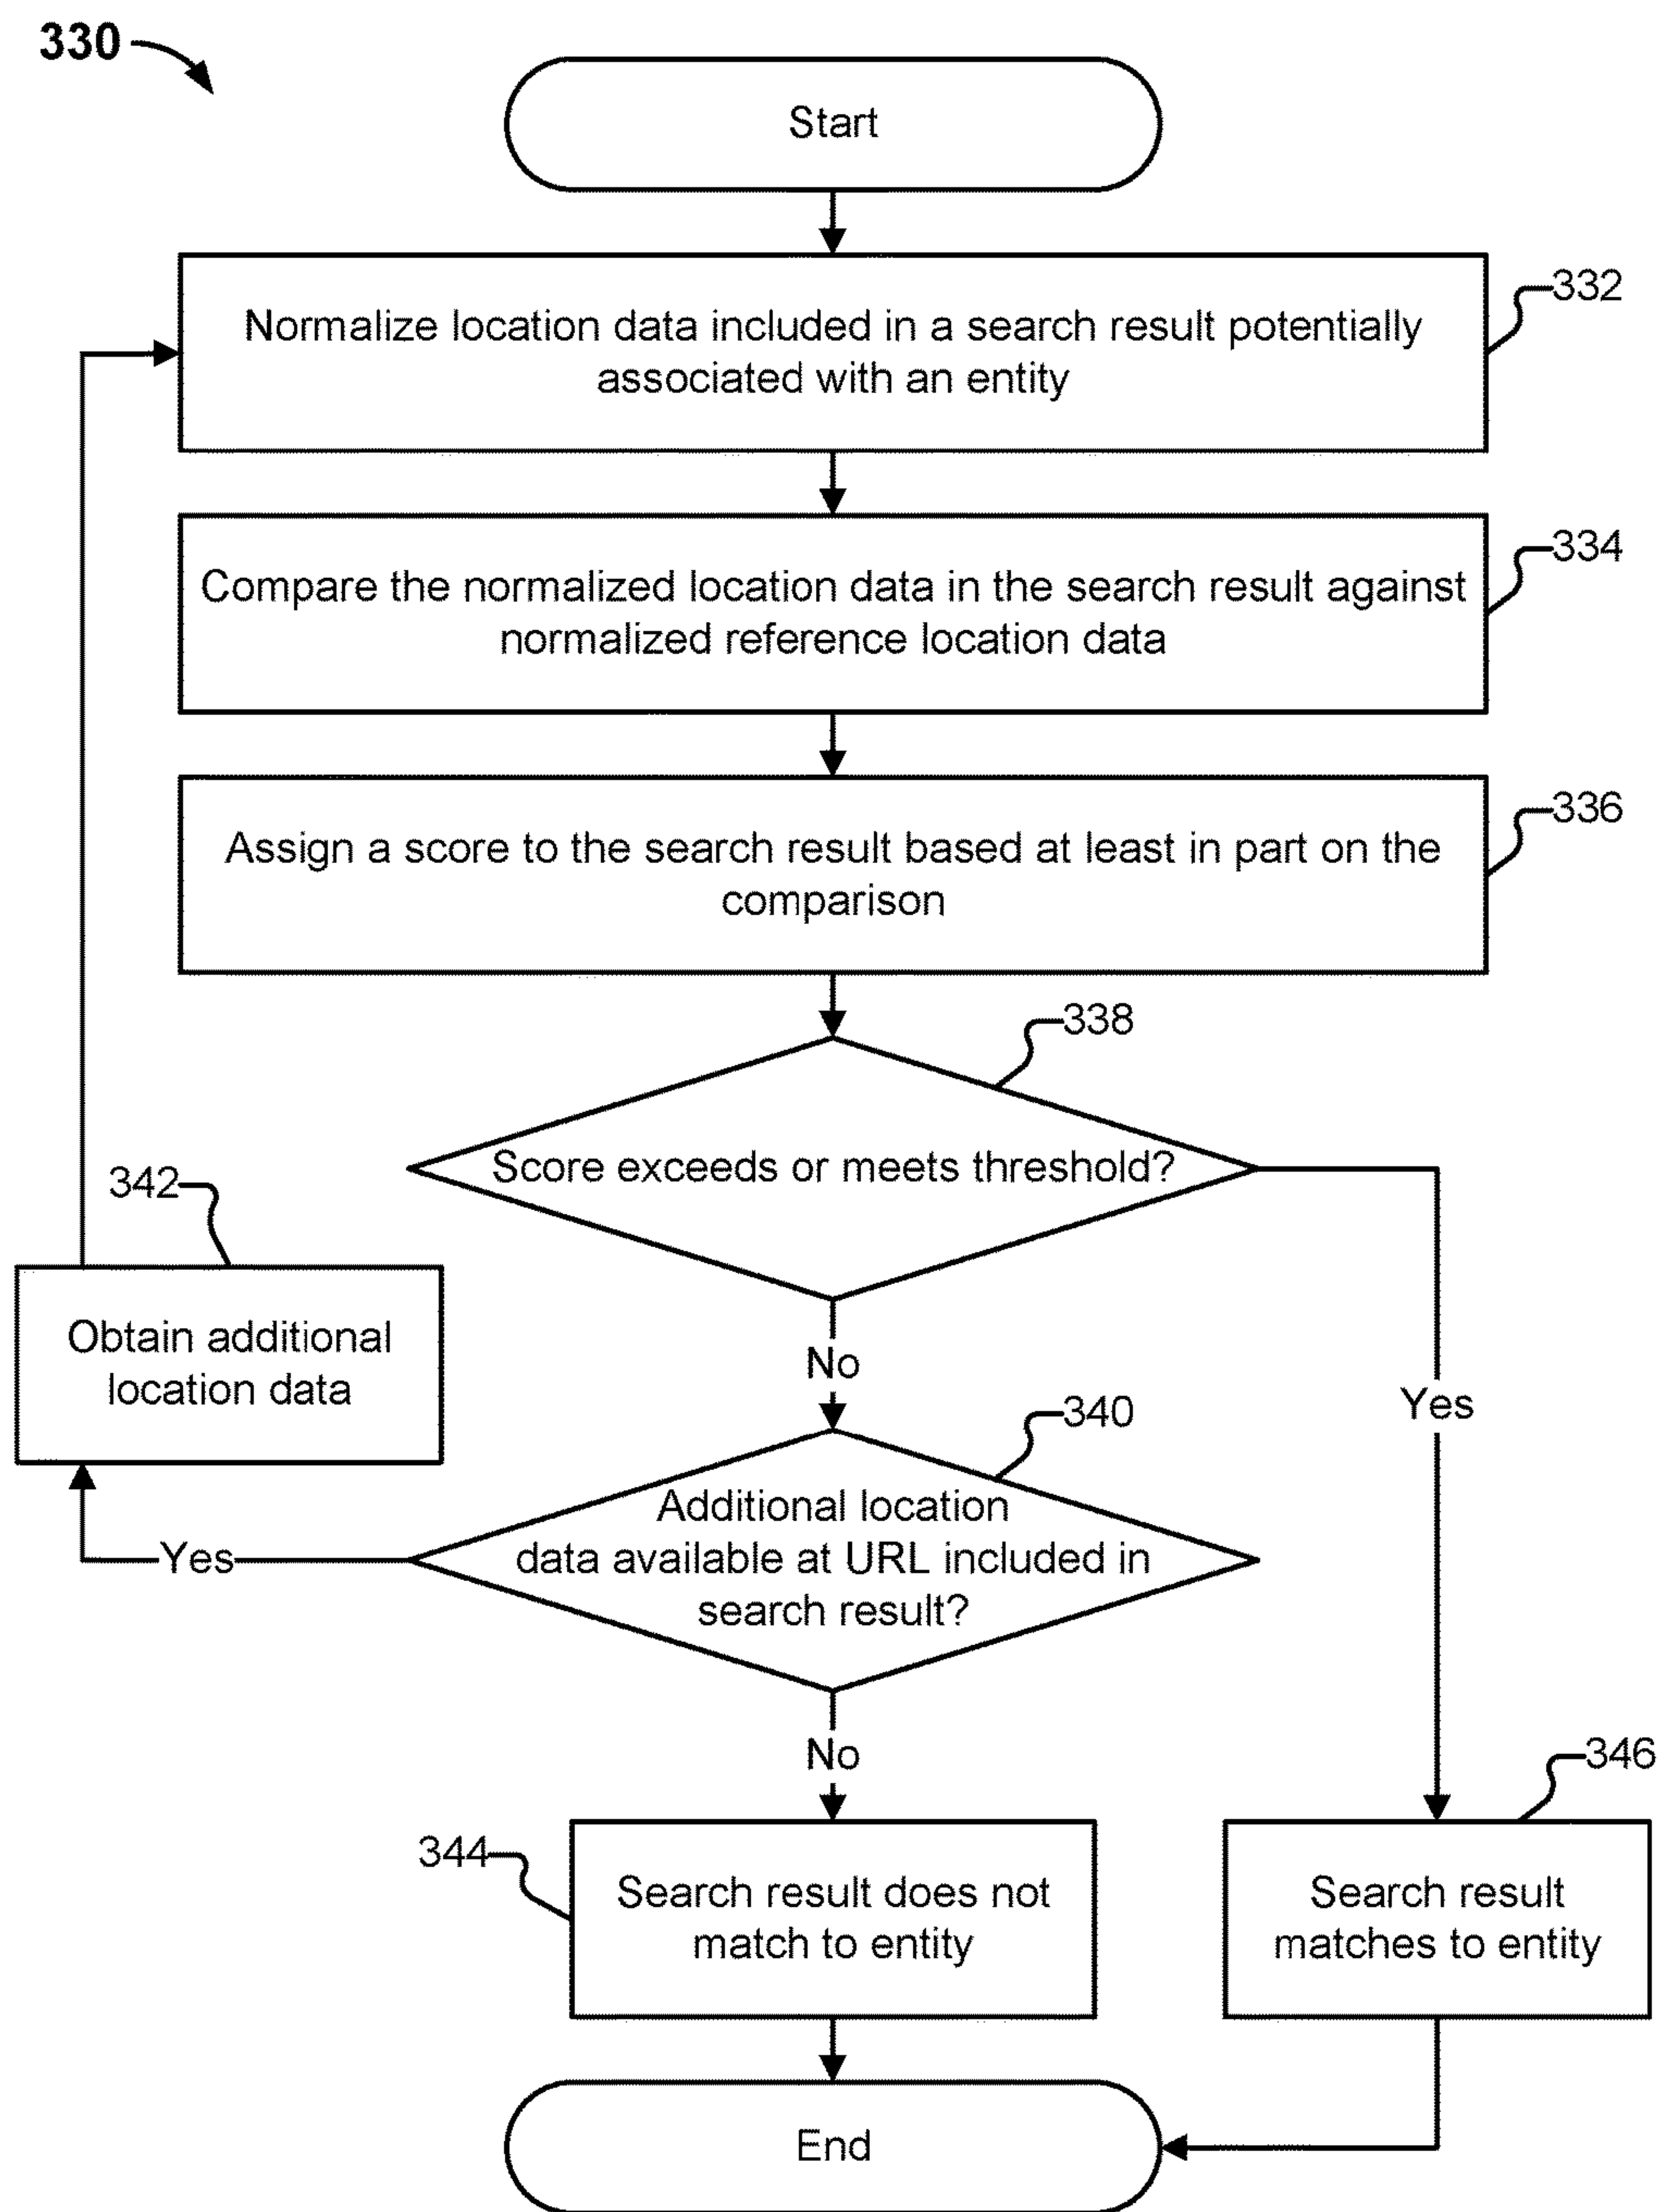 330
Start
Normalize location data included in a search result potentially
associated with an entity
332
Compare the normalized location data in the search result against
normalized reference location data
334
Assign a score to the search result based at least in part on the
comparison
336
338
Score exceeds or meets threshold?
342
Obtain additional
location data
No
Yes
340
Additional location
data available at URL included in
search result?
Yes
No
346
344
Search result does not
match to entity
Search result
matches to entity
End